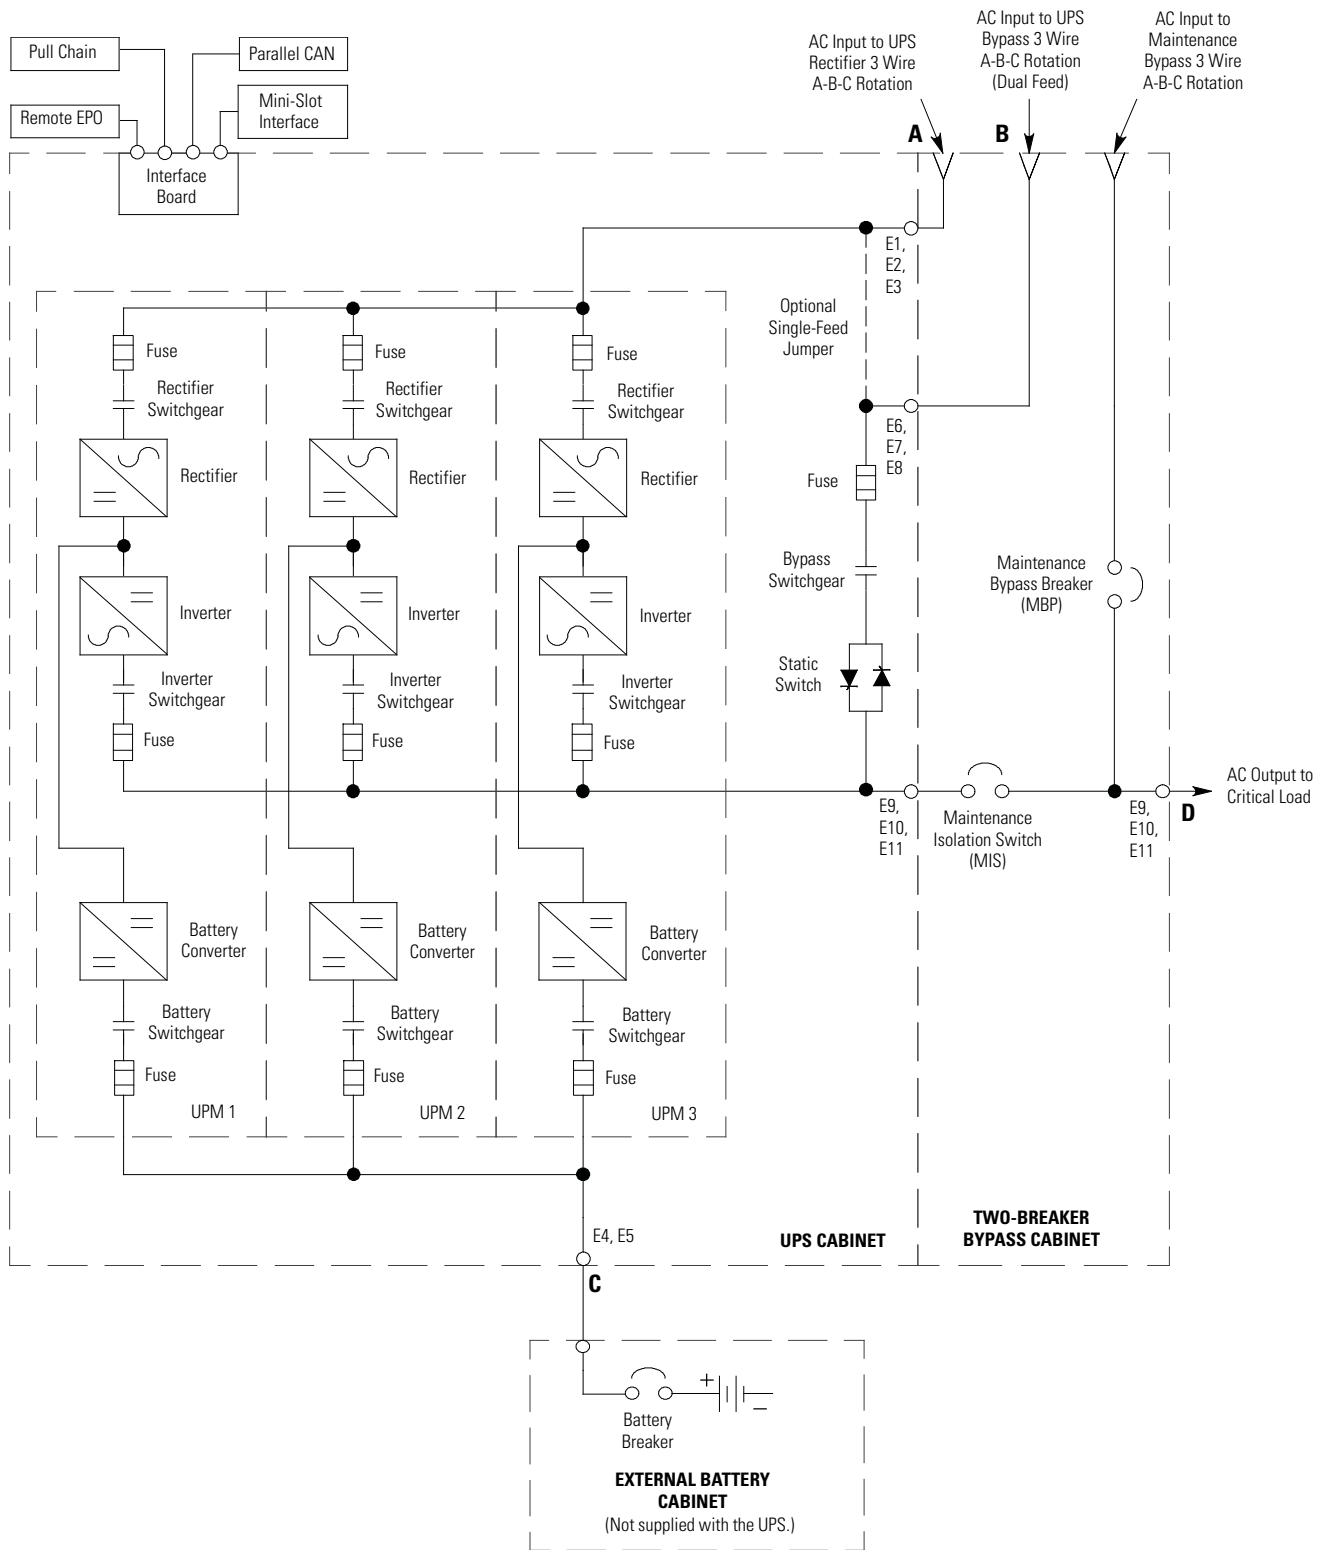 AC Input to UPS
Bypass 3 Wire
A-B-C Rotation
(Dual Feed)
AC Input to
Maintenance
Bypass 3 Wire
A-B-C Rotation
AC Input to UPS
Rectifier 3 Wire
A-B-C Rotation
Pull Chain
Parallel CAN
Remote EPO
Mini-Slot
Interface
A
B
Interface
Board
E1,
E2,
E3
Optional
Single-Feed
Jumper
Fuse
Fuse
Fuse
Rectifier
Switchgear
Rectifier
Switchgear
Rectifier
Switchgear
E6,
E7,
E8
Rectifier
Rectifier
Rectifier
Fuse
Bypass
Switchgear
Maintenance
Bypass Breaker
(MBP)
Inverter
Inverter
Inverter
Static
Switch
Inverter
Switchgear
Inverter
Switchgear
Inverter
Switchgear
Fuse
Fuse
Fuse
AC Output to
Critical Load
E9,
E10,
E11
Maintenance
Isolation Switch
(MIS)
E9,
E10,
E11
D
Battery
Converter
Battery
Converter
Battery
Converter
Battery
Switchgear
Battery
Switchgear
Battery
Switchgear
Fuse
Fuse
Fuse
UPM 1
UPM 2
UPM 3
E4, E5
UPS CABINET
TWO-BREAKER
BYPASS CABINET
C
+
–
Battery
Breaker
EXTERNAL BATTERY
CABINET
(Not supplied with the UPS.)